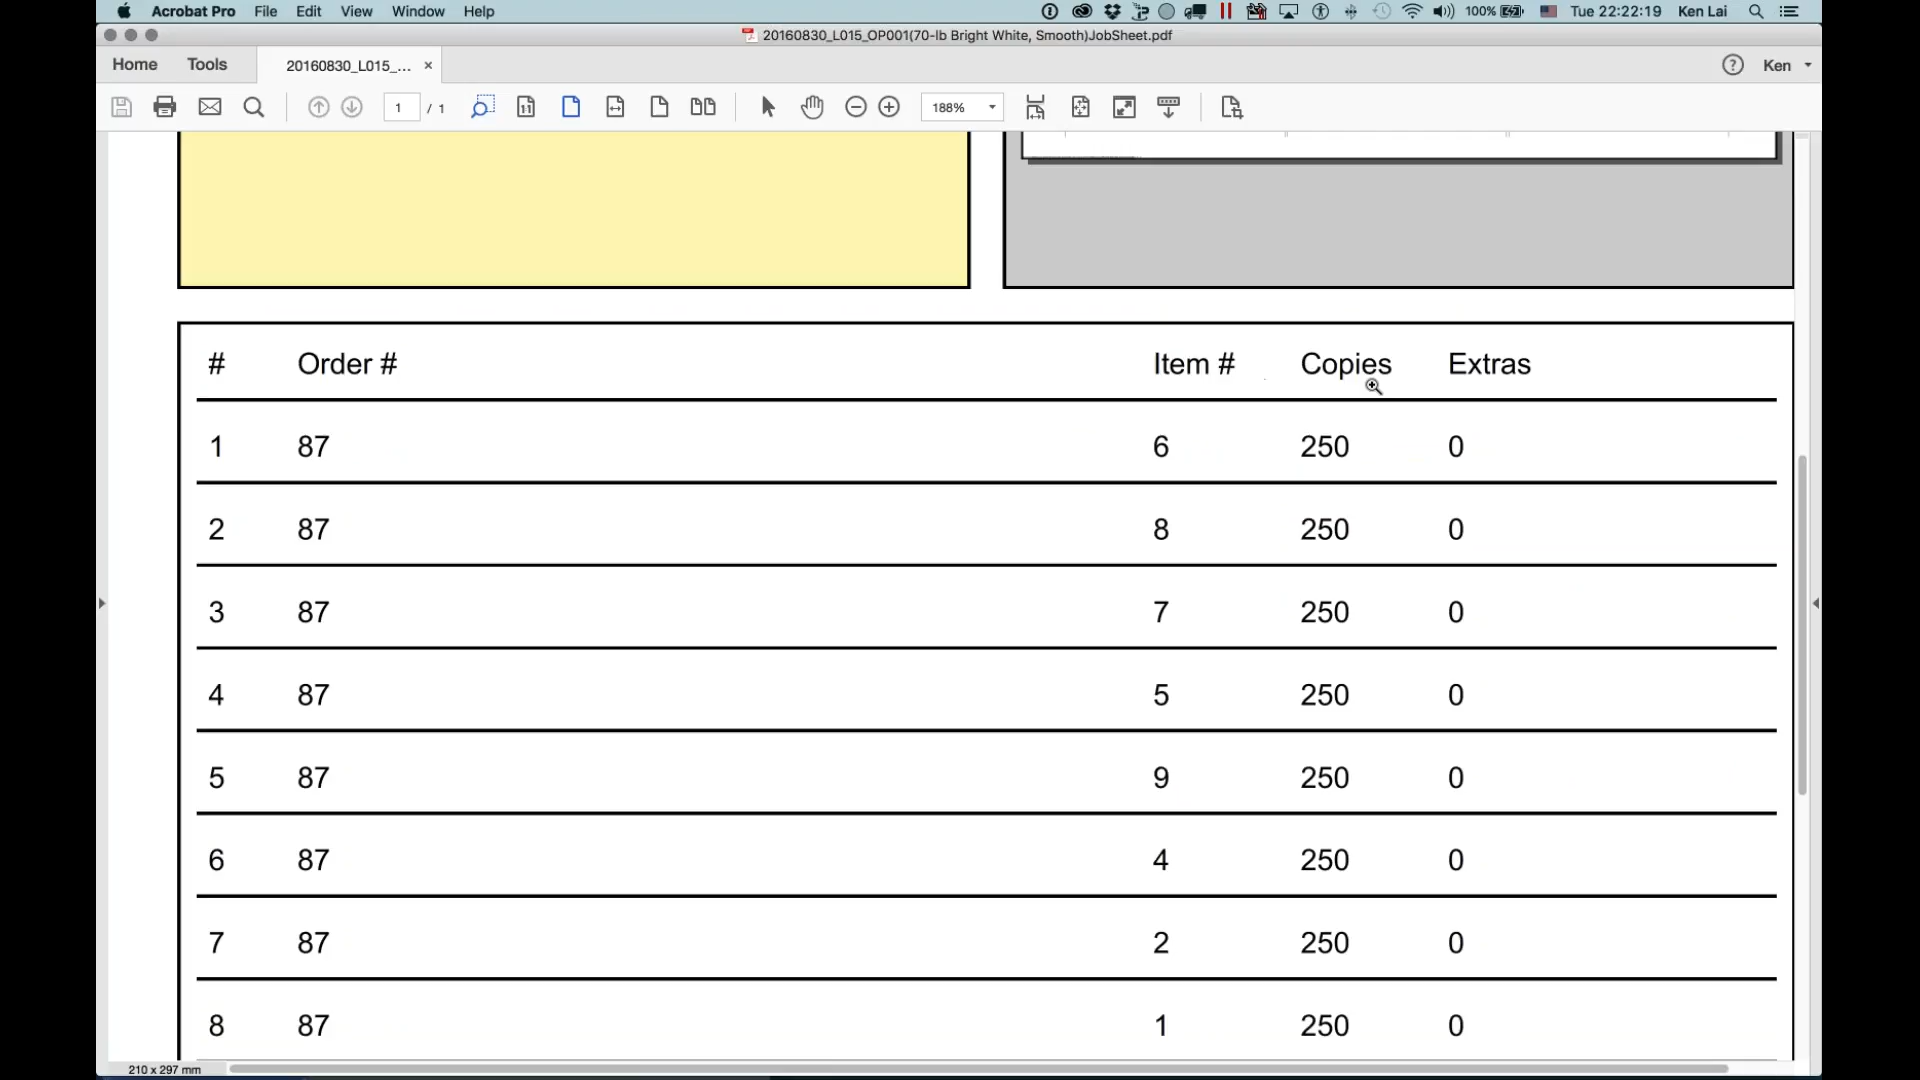 Acrobat Pro File Edit View Window Help 100% Tue 22:22:19 Ken Lai
20160830_L015_OP001(70-lb Bright White, Smooth)JobSheet.pdf
Home Tools 20160830_L015_... × Ken
1 / 1 188%
# Order # Item # Copies Extras
1 87 6 250 0
2 87 8 250 0
3 87 7 250 0
4 87 5 250 0
5 87 9 250 0
6 87 4 250 0
7 87 2 250 0
8 87 1 250 0
210 x 297 mm